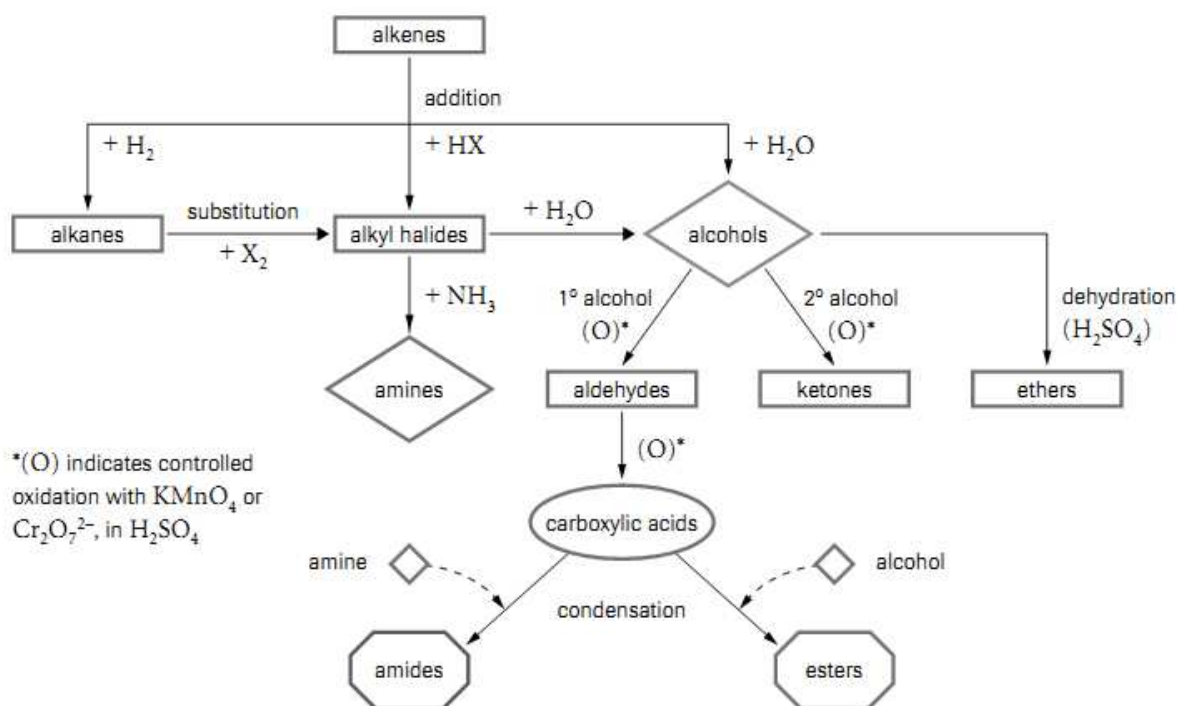 alkenes
addition
+ H₂
+ HX
+ H₂O
alkanes
substitution
+ X₂
alkyl halides
+ H₂O
alcohols
+ NH₃
1° alcohol
(O)*
2° alcohol
(O)*
dehydration
(H₂SO₄)
amines
aldehydes
ketones
ethers
*(O) indicates controlled
oxidation with KMnO₄ or
Cr₂O₇²⁻, in H₂SO₄
(O)*
carboxylic acids
amine
alcohol
condensation
amides
esters